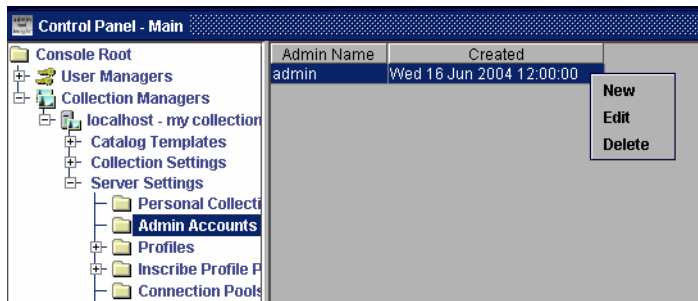 Control Panel - Main
Console Root
User Managers
Collection Managers
localhost - my collection
Catalog Templates
Collection Settings
Server Settings
Personal Collecti
Admin Accounts
Profiles
Inscribe Profile P
Connection Pools
Admin Name Created
admin Wed 16 Jun 2004 12:00:00
New
Edit
Delete